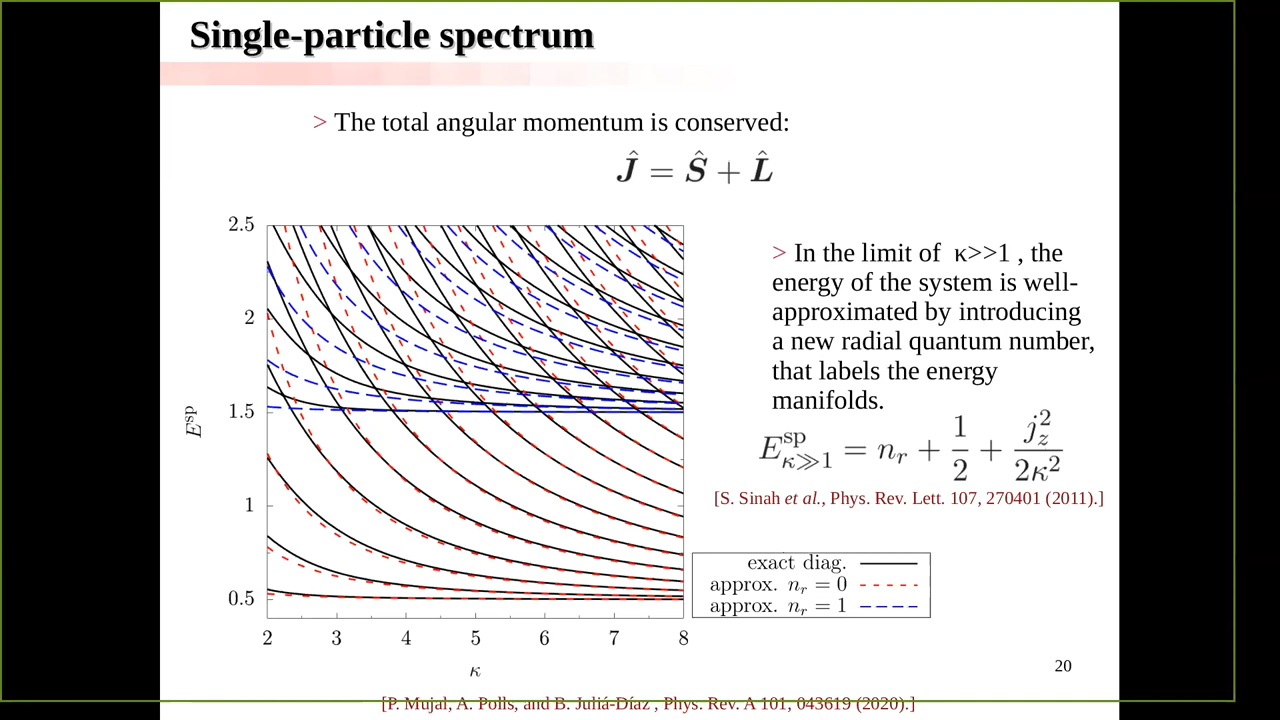 Single-particle spectrum
> The total angular momentum is conserved:
Ĵ = Ŝ + L̂
2.5
2
1.5
1
0.5
E^sp
2 3 4 5 6 7 8
κ
> In the limit of κ>>1 , the
energy of the system is well-
approximated by introducing
a new radial quantum number,
that labels the energy
manifolds.
E^sp_κ≫1 = n_r + 1/2 + j_z^2/2κ^2
[S. Sinah et al., Phys. Rev. Lett. 107, 270401 (2011).]
exact diag.
approx. n_r = 0
approx. n_r = 1
20
[P. Mujal, A. Polls, and B. Juliá-Díaz , Phys. Rev. A 101, 043619 (2020).]